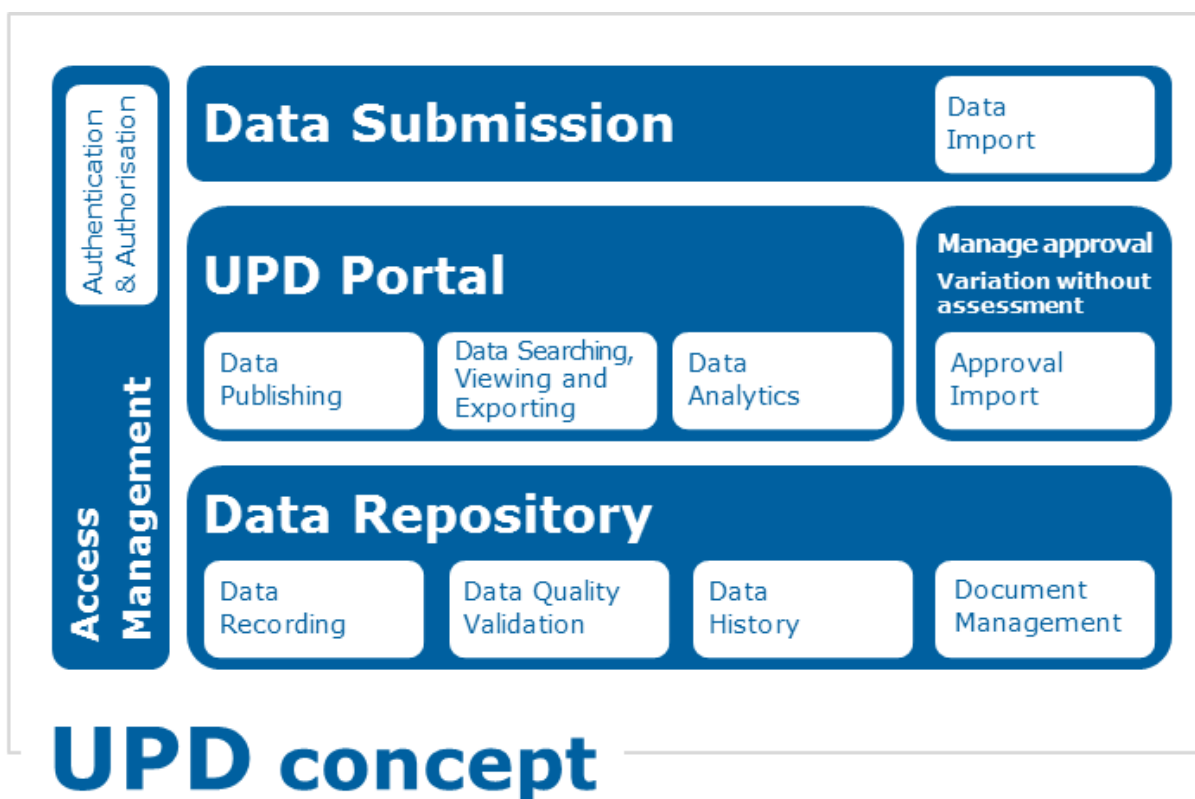 Authentication
& Authorisation
Access
Management
Data Submission
Data
Import
UPD Portal
Data
Publishing
Data Searching,
Viewing and
Exporting
Data
Analytics
Manage approval
Variation without
assessment
Approval
Import
Data Repository
Data
Recording
Data Quality
Validation
Data
History
Document
Management
UPD concept